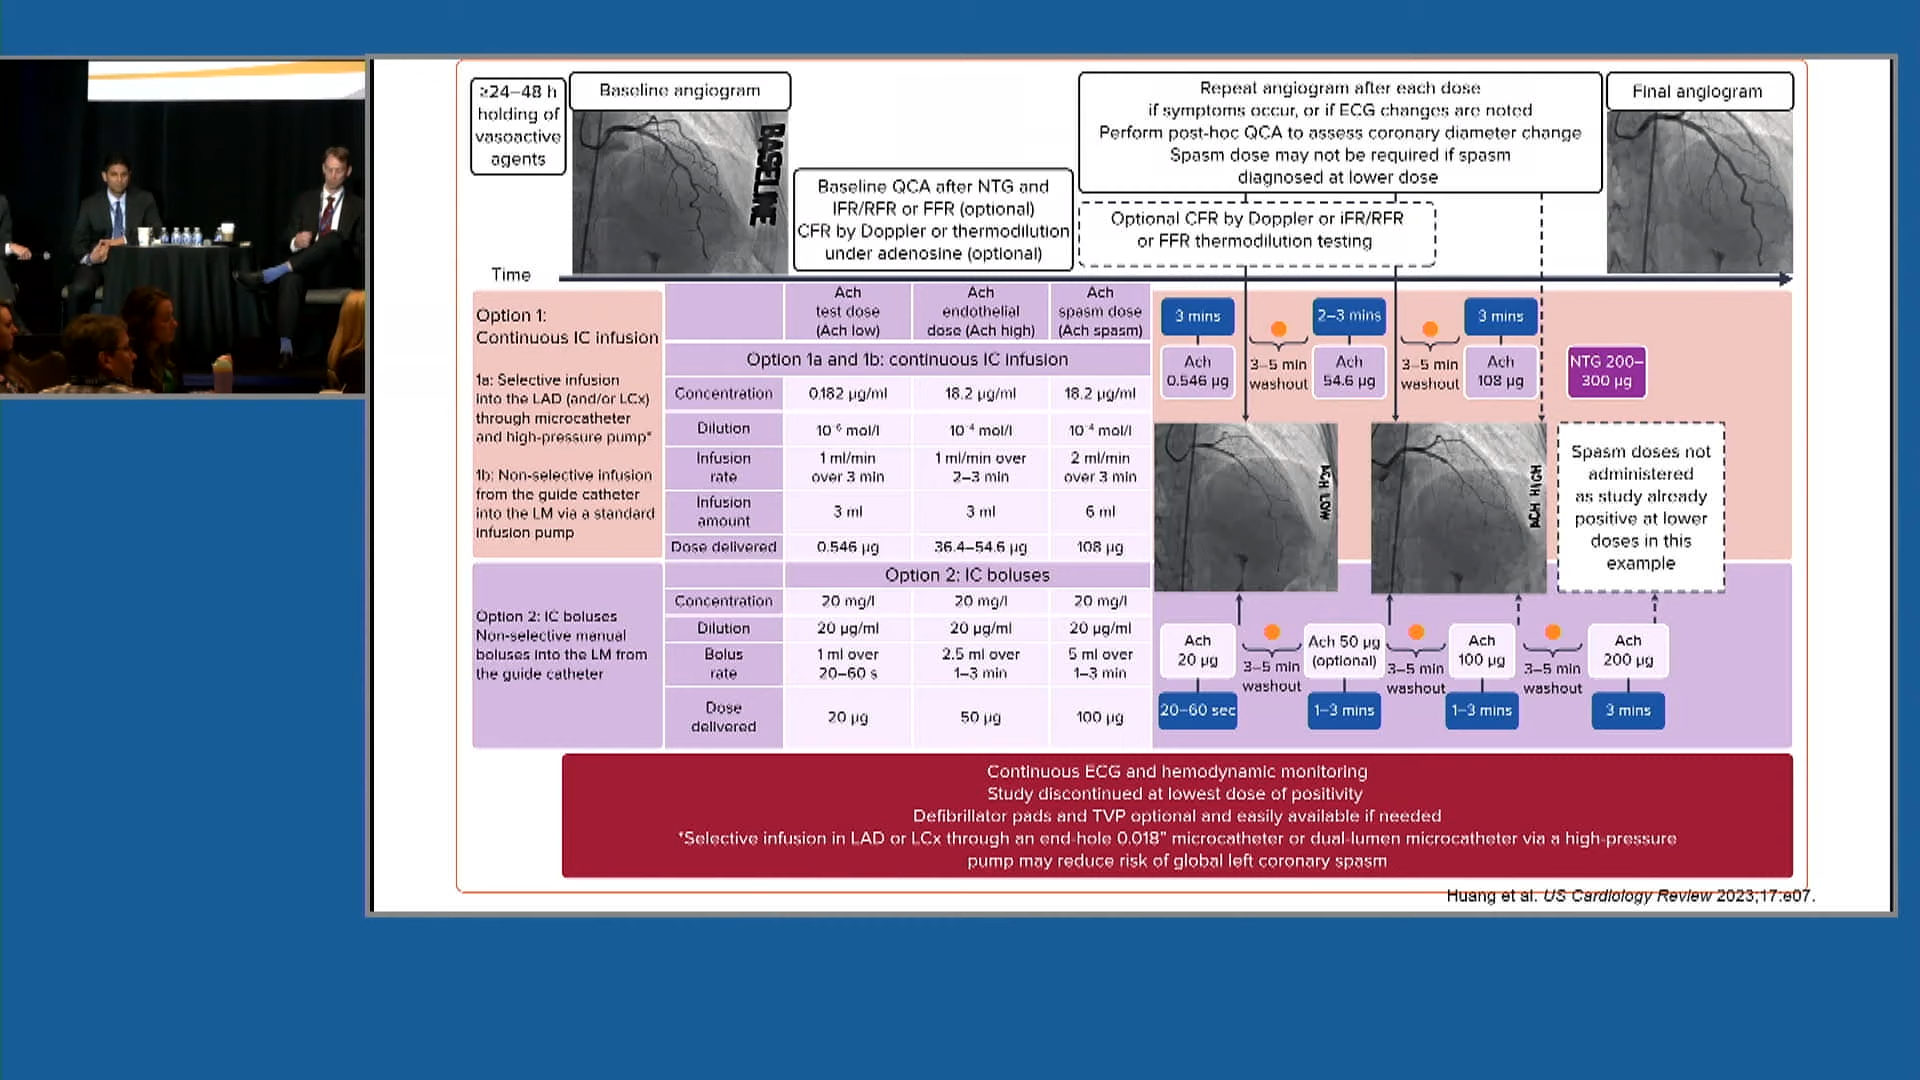 ≥24–48 h
holding of
vasoactive
agents
Baseline angiogram
BASELINE
Baseline QCA after NTG and
IFR/RFR or FFR (optional)
CFR by Doppler or thermodilution
under adenosine (optional)
Repeat angiogram after each dose
if symptoms occur, or if ECG changes are noted
Perform post-hoc QCA to assess coronary diameter change
Spasm dose may not be required if spasm
diagnosed at lower dose
Optional CFR by Doppler or iFR/RFR
or FFR thermodilution testing
Final angiogram
Time
Option 1:
Continuous IC infusion
1a: Selective infusion
into the LAD (and/or LCx)
through microcatheter
and high-pressure pump*
1b: Non-selective infusion
from the guide catheter
into the LM via a standard
infusion pump
Ach
test dose
(Ach low)
Ach
endothelial
dose (Ach high)
Ach
spasm dose
(Ach spasm)
Option 1a and 1b: continuous IC infusion
Concentration 0.182 µg/ml 18.2 µg/ml 18.2 µg/ml
Dilution 10⁻⁶ mol/l 10⁻⁴ mol/l 10⁻⁴ mol/l
Infusion
rate
1 ml/min
over 3 min
1 ml/min over
2–3 min
2 ml/min
over 3 min
Infusion
amount
3 ml 3 ml 6 ml
Dose delivered 0.546 µg 36.4–54.6 µg 108 µg
3 mins
Ach
0.546 µg
3–5 min
washout
2–3 mins
Ach
54.6 µg
3–5 min
washout
3 mins
Ach
108 µg
NTG 200–
300 µg
ACH LOW
ACH HIGH
Spasm doses not
administered
as study already
positive at lower
doses in this
example
Option 2: IC boluses
Non-selective manual
boluses into the LM from
the guide catheter
Option 2: IC boluses
Concentration 20 mg/l 20 mg/l 20 mg/l
Dilution 20 µg/ml 20 µg/ml 20 µg/ml
Bolus
rate
1 ml over
20–60 s
2.5 ml over
1–3 min
5 ml over
1–3 min
Dose
delivered
20 µg 50 µg 100 µg
Ach
20 µg
20–60 sec
3–5 min
washout
Ach 50 µg
(optional)
1–3 mins
3–5 min
washout
Ach
100 µg
1–3 mins
3–5 min
washout
Ach
200 µg
3 mins
Continuous ECG and hemodynamic monitoring
Study discontinued at lowest dose of positivity
Defibrillator pads and TVP optional and easily available if needed
*Selective infusion in LAD or LCx through an end-hole 0.018" microcatheter or dual-lumen microcatheter via a high-pressure
pump may reduce risk of global left coronary spasm
Huang et al. US Cardiology Review 2023;17:e07.